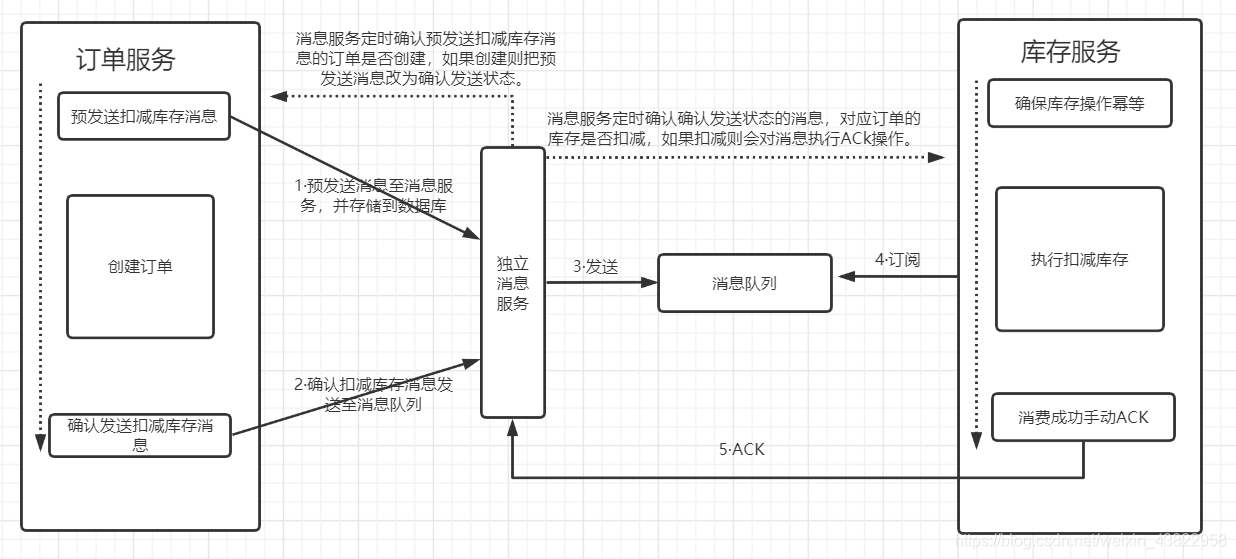 订单服务
预发送扣减库存消息
创建订单
确认发送扣减库存消
息
消息服务定时确认预发送扣减库存消
息的订单是否创建，如果创建则把预
发送消息改为确认发送状态。
消息服务定时确认确认发送状态的消息，对应订单的
库存是否扣减，如果扣减则会对消息执行ACk操作。
1·预发送消息至消息服
务，并存储到数据库
2·确认扣减库存消息发
送至消息队列
独立
消息
服务
3·发送
消息队列
4·订阅
5·ACK
库存服务
确保库存操作幂等
执行扣减库存
消费成功手动ACK
https://blog.csdn.net/weixin_43822958